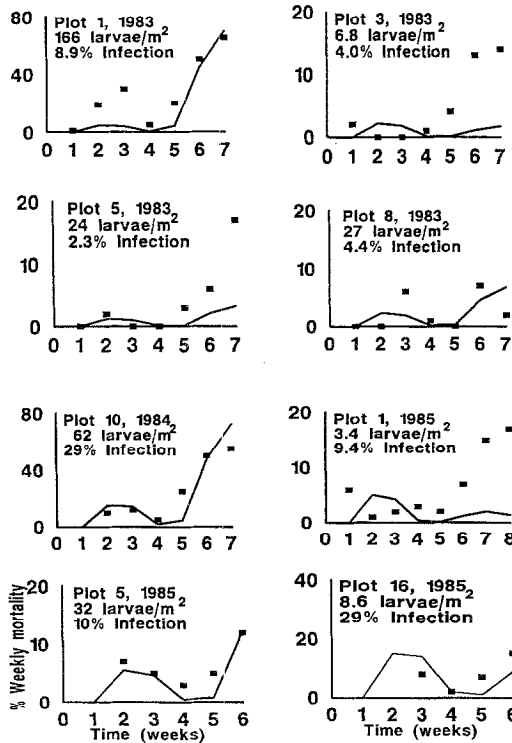 Plot 1, 1983
166 larvae/m2
8.9% Infection
80
40
0
0 1 2 3 4 5 6 7
Plot 3, 1983
6.8 larvae/m2
4.0% Infection
20
10
0
0 1 2 3 4 5 6 7
Plot 5, 1983
24 larvae/m2
2.3% Infection
20
10
0
0 1 2 3 4 5 6 7
Plot 8, 1983
27 larvae/m2
4.4% Infection
20
10
0
0 1 2 3 4 5 6 7
Plot 10, 1984
62 larvae/m2
29% Infection
80
40
0
0 1 2 3 4 5 6 7
Plot 1, 1985
3.4 larvae/m2
9.4% Infection
20
10
0
0 1 2 3 4 5 6 7 8
Plot 5, 1985
32 larvae/m2
10% Infection
20
10
0
0 1 2 3 4 5 6
% Weekly mortality
Time (weeks)
Plot 16, 1985
8.6 larvae/m2
29% Infection
40
20
0
0 1 2 3 4 5 6
Time (weeks)